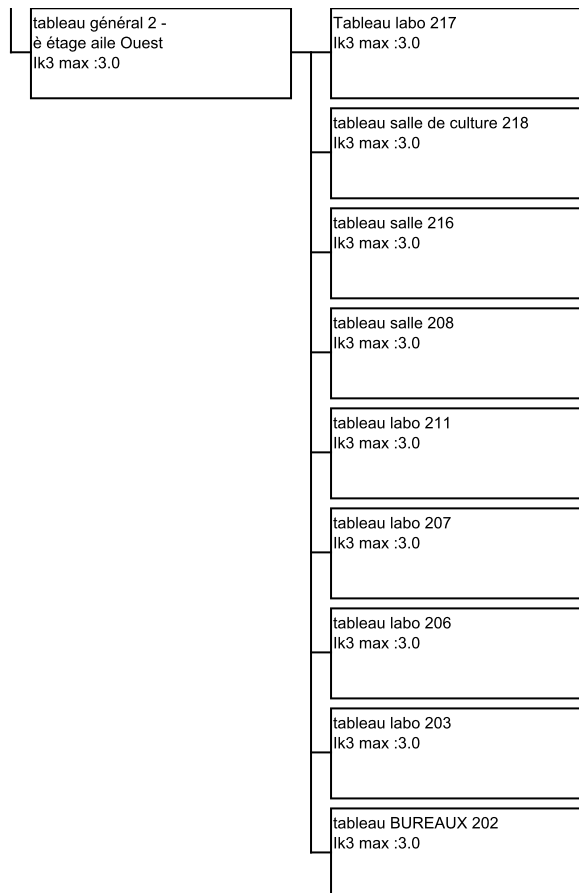 tableau général 2 -
è étage aile Ouest
Ik3 max :3.0
Tableau labo 217
Ik3 max :3.0
tableau salle de culture 218
Ik3 max :3.0
tableau salle 216
Ik3 max :3.0
tableau salle 208
Ik3 max :3.0
tableau labo 211
Ik3 max :3.0
tableau labo 207
Ik3 max :3.0
tableau labo 206
Ik3 max :3.0
tableau labo 203
Ik3 max :3.0
tableau BUREAUX 202
Ik3 max :3.0